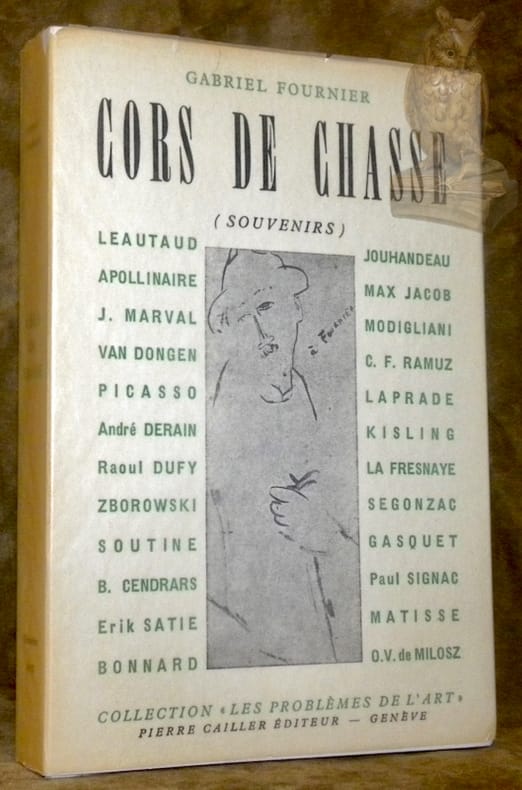 GABRIEL FOURNIER
CORS DE CHASSE
(SOUVENIRS)
LEAUTAUD
APOLLINAIRE
J. MARVAL
VAN DONGEN
PICASSO
André DERAIN
Raoul DUFY
ZBOROWSKI
SOUTINE
B. CENDRARS
Erik SATIE
BONNARD
à Fournier
JOUHANDEAU
MAX JACOB
MODIGLIANI
C. F. RAMUZ
LAPRADE
KISLING
LA FRESNAYE
SEGONZAC
GASQUET
Paul SIGNAC
MATISSE
O.V. de MILOSZ
COLLECTION «LES PROBLÈMES DE L'ART»
PIERRE CAILLER ÉDITEUR — GENÈVE